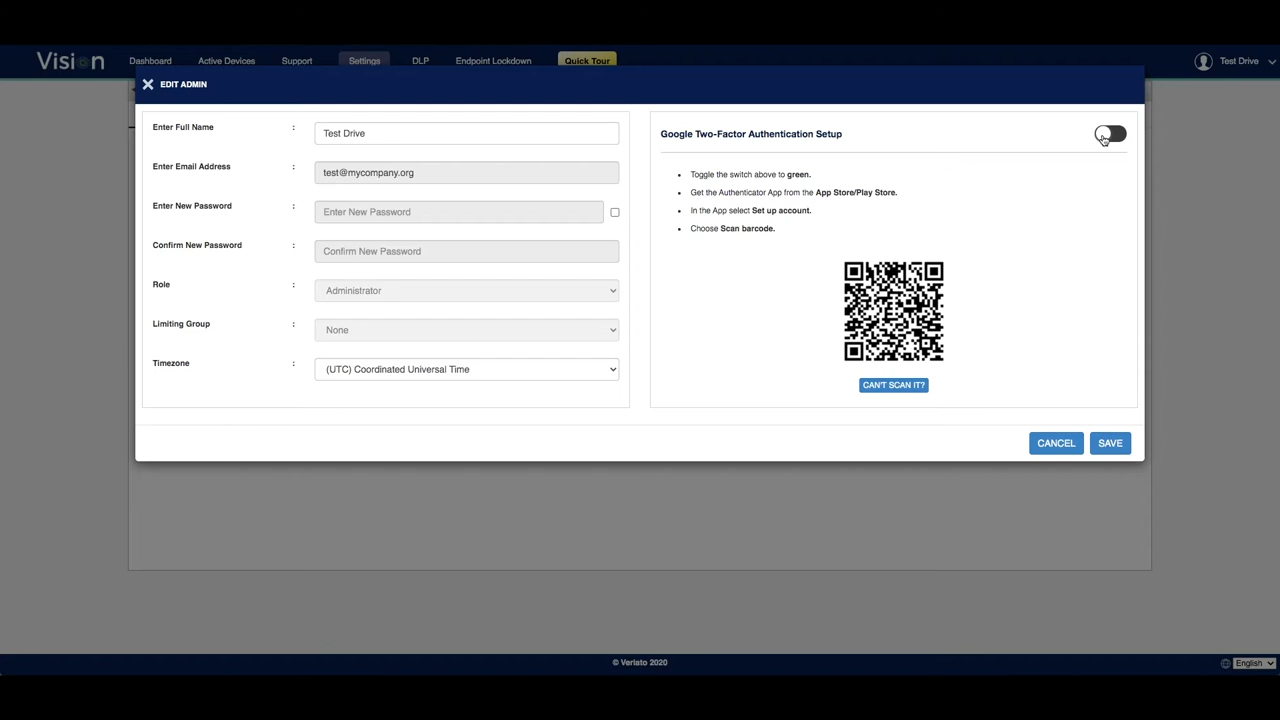 Vision
Dashboard
Active Devices
Support
Settings
DLP
Endpoint Lockdown
Quick Tour
Test Drive
EDIT ADMIN
Enter Full Name :
Test Drive
Enter Email Address :
test@mycompany.org
Enter New Password :
Enter New Password
Confirm New Password :
Confirm New Password
Role :
Administrator
Limiting Group :
None
Timezone :
(UTC) Coordinated Universal Time
Google Two-Factor Authentication Setup
Toggle the switch above to green.
Get the Authenticator App from the App Store/Play Store.
In the App select Set up account.
Choose Scan barcode.
CAN'T SCAN IT?
CANCEL
SAVE
© Verlato 2020
English